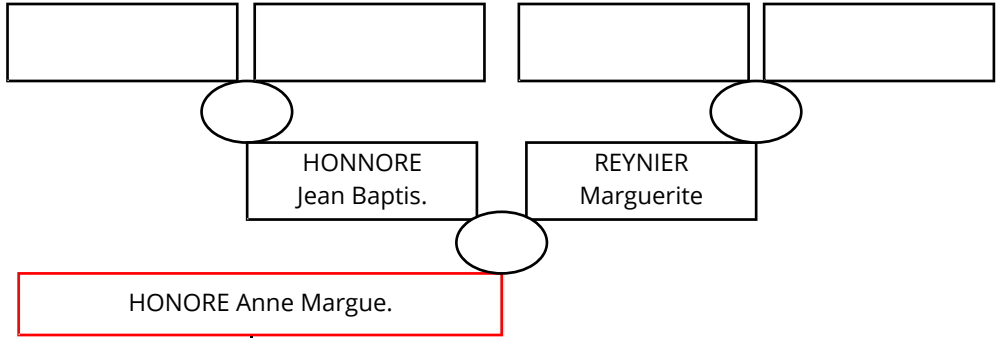 HONNORE
Jean Baptis.
REYNIER
Marguerite
HONORE Anne Margue.